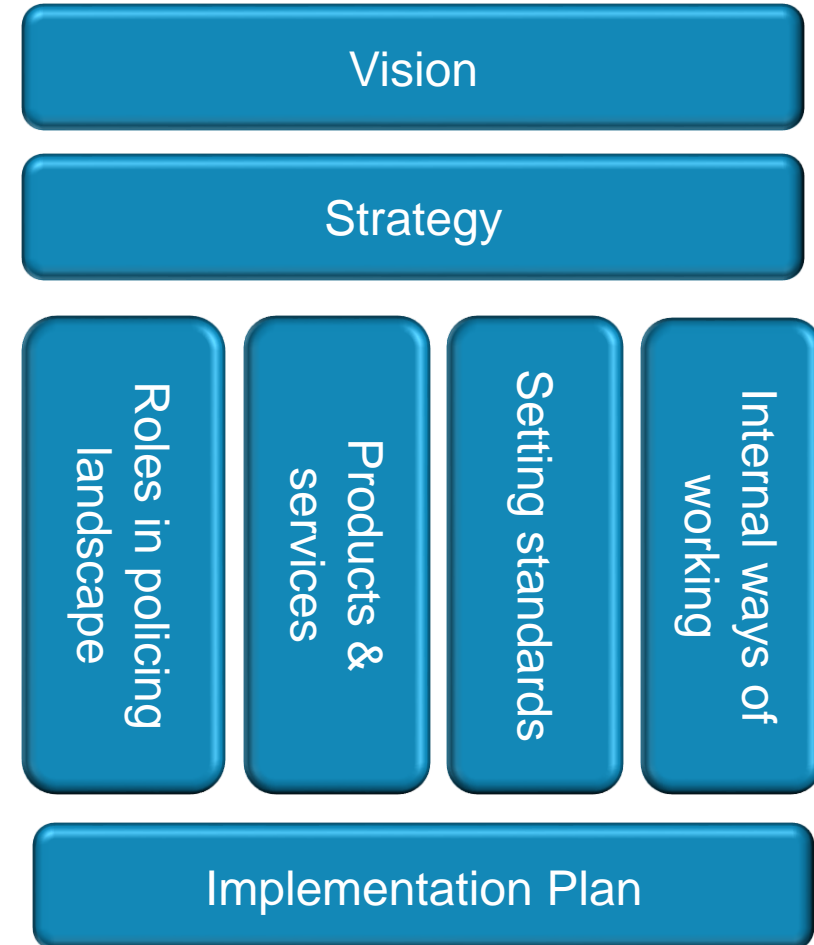 Vision
Strategy
Roles in policing
landscape
Products &
services
Setting standards
Internal ways of
working
Implementation Plan